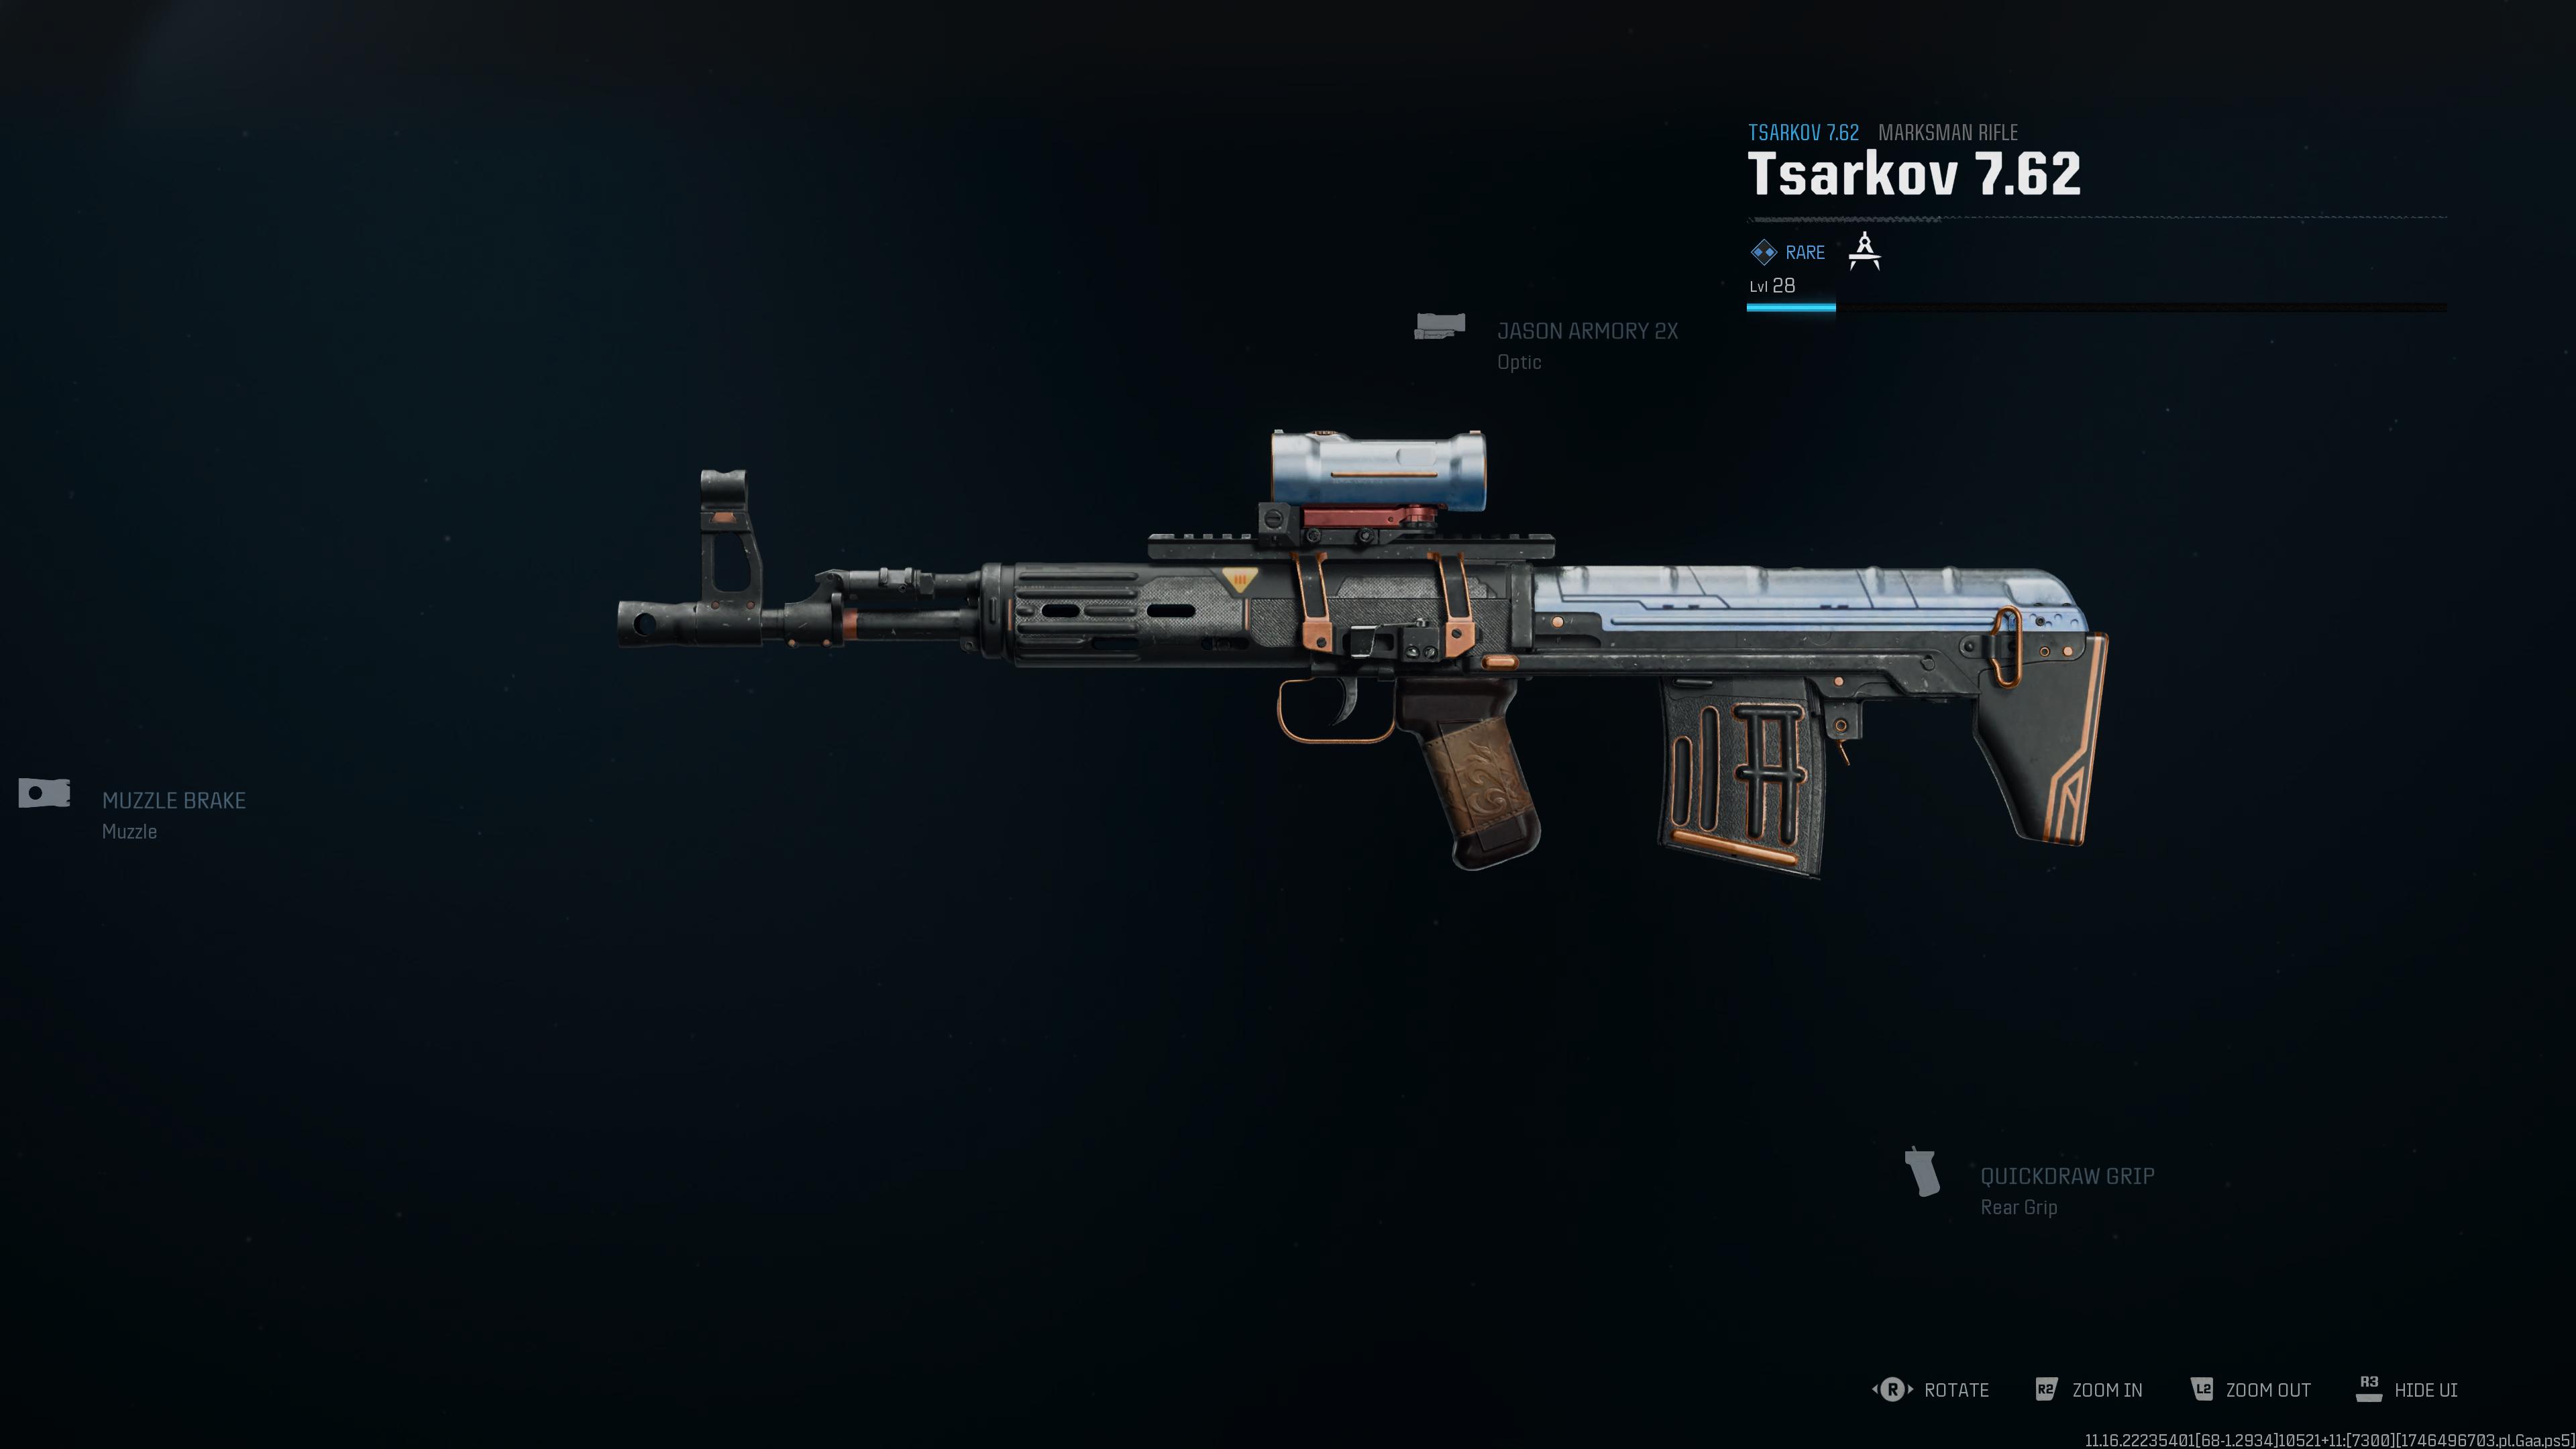 TSARKOV 7.62 MARKSMAN RIFLE
Tsarkov 7.62
RARE
Lvl 28
JASON ARMORY 2X
Optic
MUZZLE BRAKE
Muzzle
QUICKDRAW GRIP
Rear Grip
R ROTATE R2 ZOOM IN L2 ZOOM OUT R3 HIDE UI
11.16.22235401[68-1.2934]10521+11:[7300][1746496703.pl.Gaa.ps5]